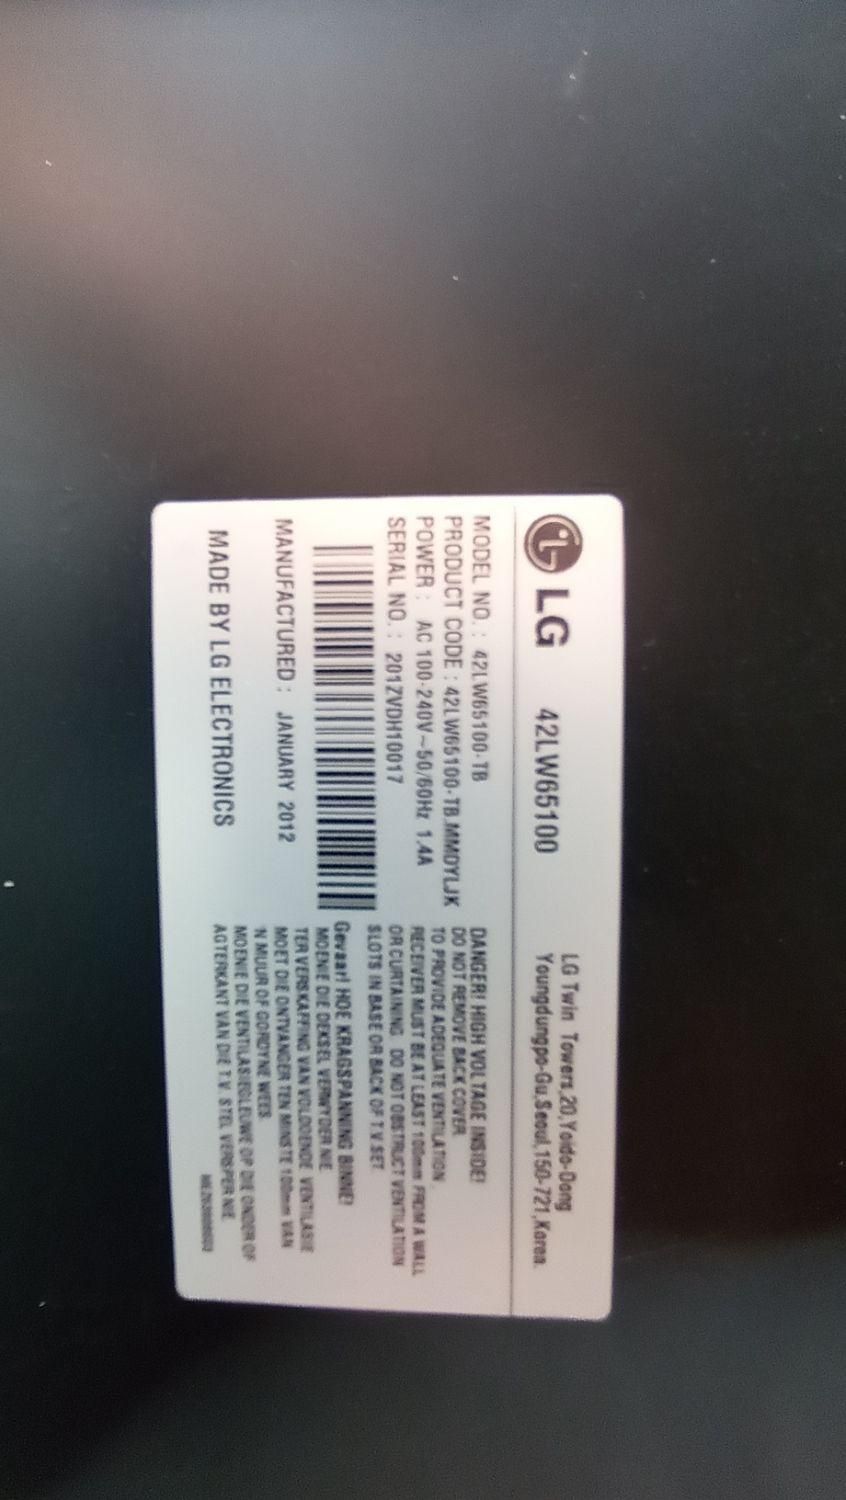 LG 42LW65100
LG Twin Towers,20,Yoido-Dong
Youngdungpo-Gu,Seoul,150-721,Korea.
MODEL NO. : 42LW65100-TB
PRODUCT CODE : 42LW65100-TB.MMDYLJK
POWER : AC 100-240V~50/60Hz 1.4A
SERIAL NO. : 201ZVDH10017
MANUFACTURED : JANUARY 2012
MADE BY LG ELECTRONICS
DANGER! HIGH VOLTAGE INSIDE!
DO NOT REMOVE BACK COVER
TO PROVIDE ADEQUATE VENTILATION
RECEIVER MUST BE AT LEAST 100mm FROM A WALL
OR CURTAINING. DO NOT OBSTRUCT VENTILATION
SLOTS IN BASE OR BACK OF T.V SET
Gevaar! HOE KRAGSPANNING BINNE!
MOENIE DIE DEKSEL VERWYDER NIE.
TER VERSKAFFING VAN VOLDOENDE VENTILASIE
MOET DIE ONTVANGER TEN MINSTE 100mm VAN
'N MUUR OF GORDYNE WEES.
MOENIE DIE VENTILASIEGLEUWE OP DIE ONDER OF
AGTERKANT VAN DIE T.V. STEL VERSPER NIE.